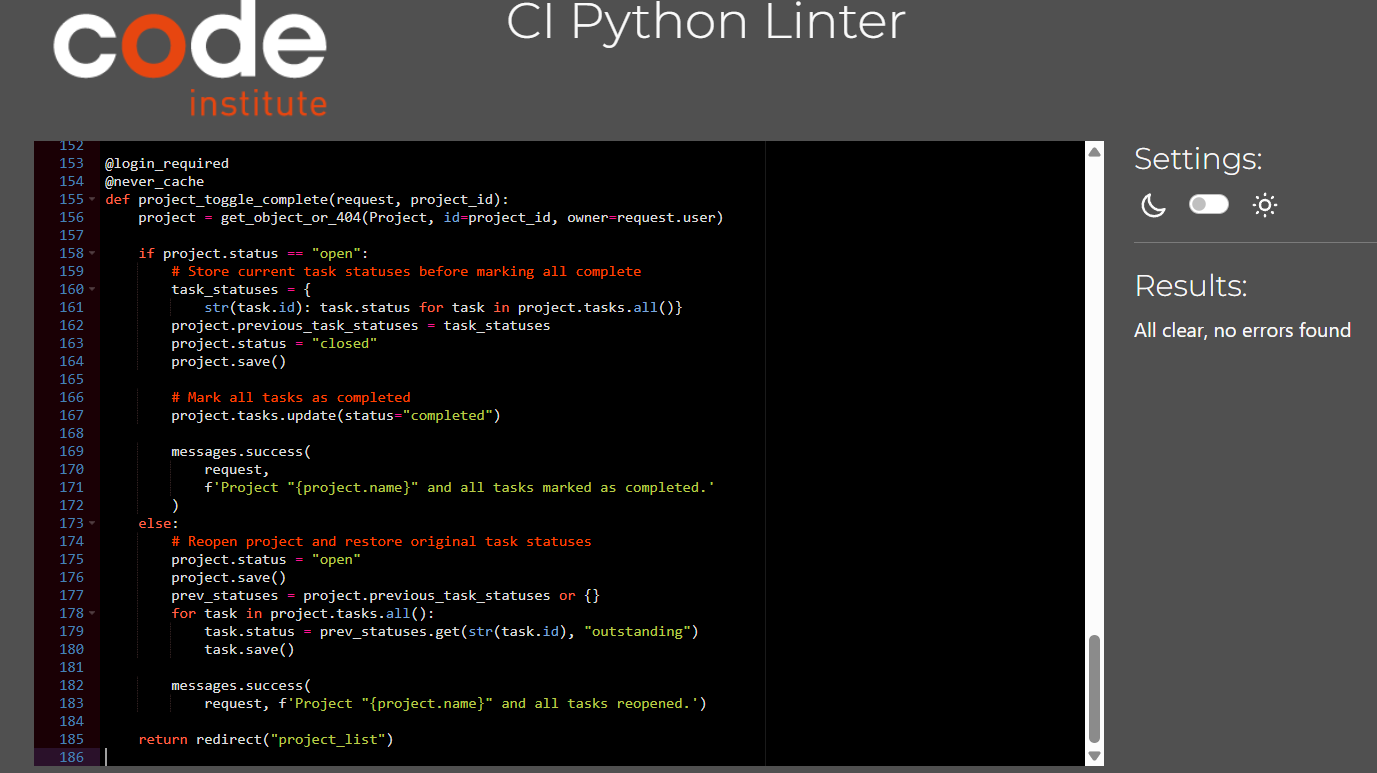 code
institute
CI Python Linter
152
153 @login_required
154 @never_cache
155 def project_toggle_complete(request, project_id):
156     project = get_object_or_404(Project, id=project_id, owner=request.user)
157
158     if project.status == "open":
159         # Store current task statuses before marking all complete
160         task_statuses = {
161             str(task.id): task.status for task in project.tasks.all()}
162         project.previous_task_statuses = task_statuses
163         project.status = "closed"
164         project.save()
165
166         # Mark all tasks as completed
167         project.tasks.update(status="completed")
168
169         messages.success(
170             request,
171             f'Project "{project.name}" and all tasks marked as completed.'
172         )
173     else:
174         # Reopen project and restore original task statuses
175         project.status = "open"
176         project.save()
177         prev_statuses = project.previous_task_statuses or {}
178         for task in project.tasks.all():
179             task.status = prev_statuses.get(str(task.id), "outstanding")
180             task.save()
181
182         messages.success(
183             request, f'Project "{project.name}" and all tasks reopened.')
184
185     return redirect("project_list")
186
Settings:
Results:
All clear, no errors found